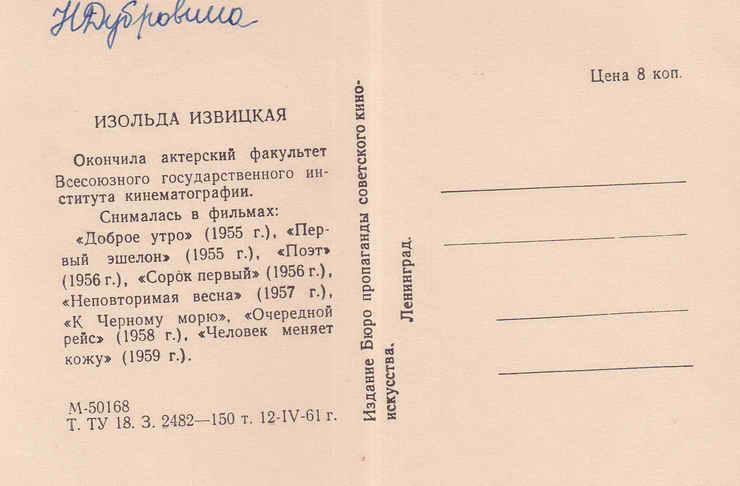 Н Дубровина
ИЗОЛЬДА ИЗВИЦКАЯ
Окончила актерский факультет
Всесоюзного государственного ин-
ститута кинематографии.
Снималась в фильмах:
«Доброе утро» (1955 г.), «Пер-
вый эшелон» (1955 г.), «Поэт»
(1956 г.), «Сорок первый» (1956 г.),
«Неповторимая весна» (1957 г.),
«К Черному морю», «Очередной
рейс» (1958 г.), «Человек меняет
кожу» (1959 г.).
М-50168
Т. ТУ 18. З. 2482—150 т. 12-IV-61 г.
Издание Бюро пропаганды советского кино-
искусства.
Ленинград.
Цена 8 коп.